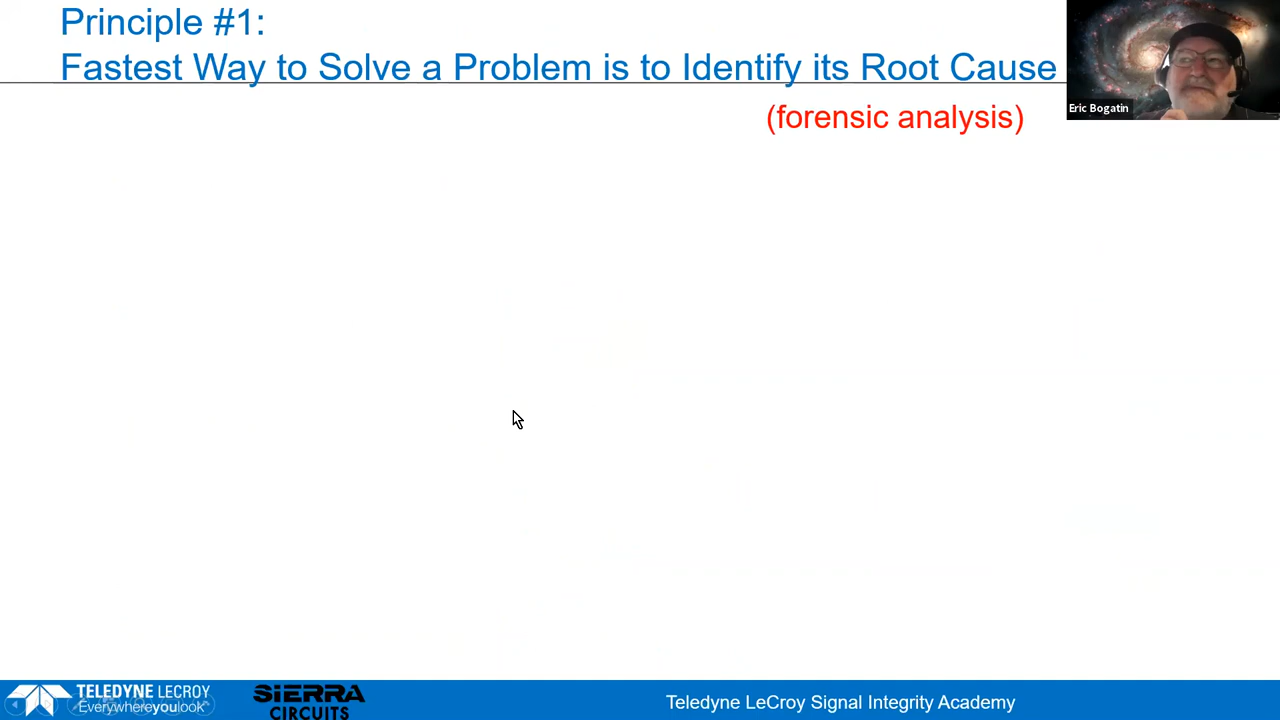 Principle #1:
Fastest Way to Solve a Problem is to Identify its Root Cause
(forensic analysis)
Eric Bogatin
TELEDYNE LECROY
Everywhereyoulook
SIERRA
CIRCUITS
Teledyne LeCroy Signal Integrity Academy